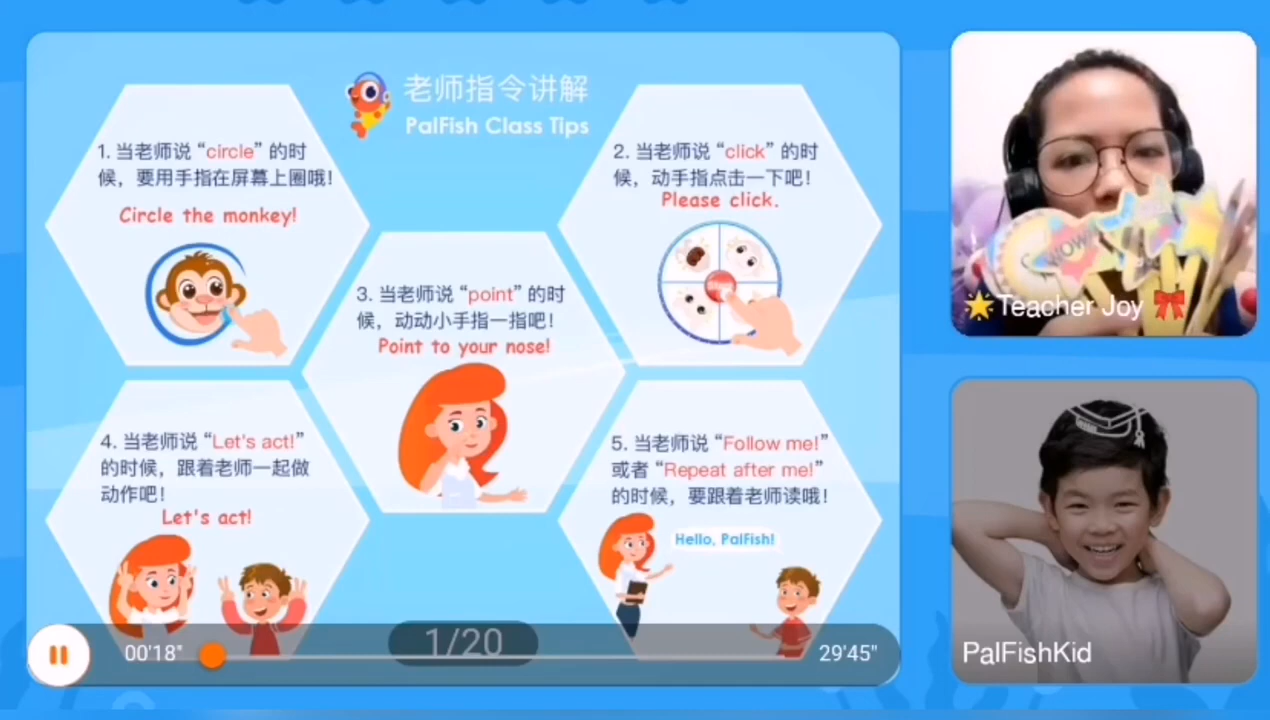 老师指令讲解
PalFish Class Tips
1. 当老师说“circle”的时
候，要用手指在屏幕上圈哦！
Circle the monkey!
2. 当老师说“click”的时
候，动手指点击一下吧！
Please click.
3. 当老师说“point”的时
候，动动小手指一指吧！
Point to your nose!
4. 当老师说“Let's act!”
的时候，跟着老师一起做
动作吧！
Let's act!
5. 当老师说“Follow me!”
或者“Repeat after me!”
的时候，要跟着老师读哦！
Hello, PalFish!
00'18"
1/20
29'45"
WOW
Teacher Joy
PalFishKid